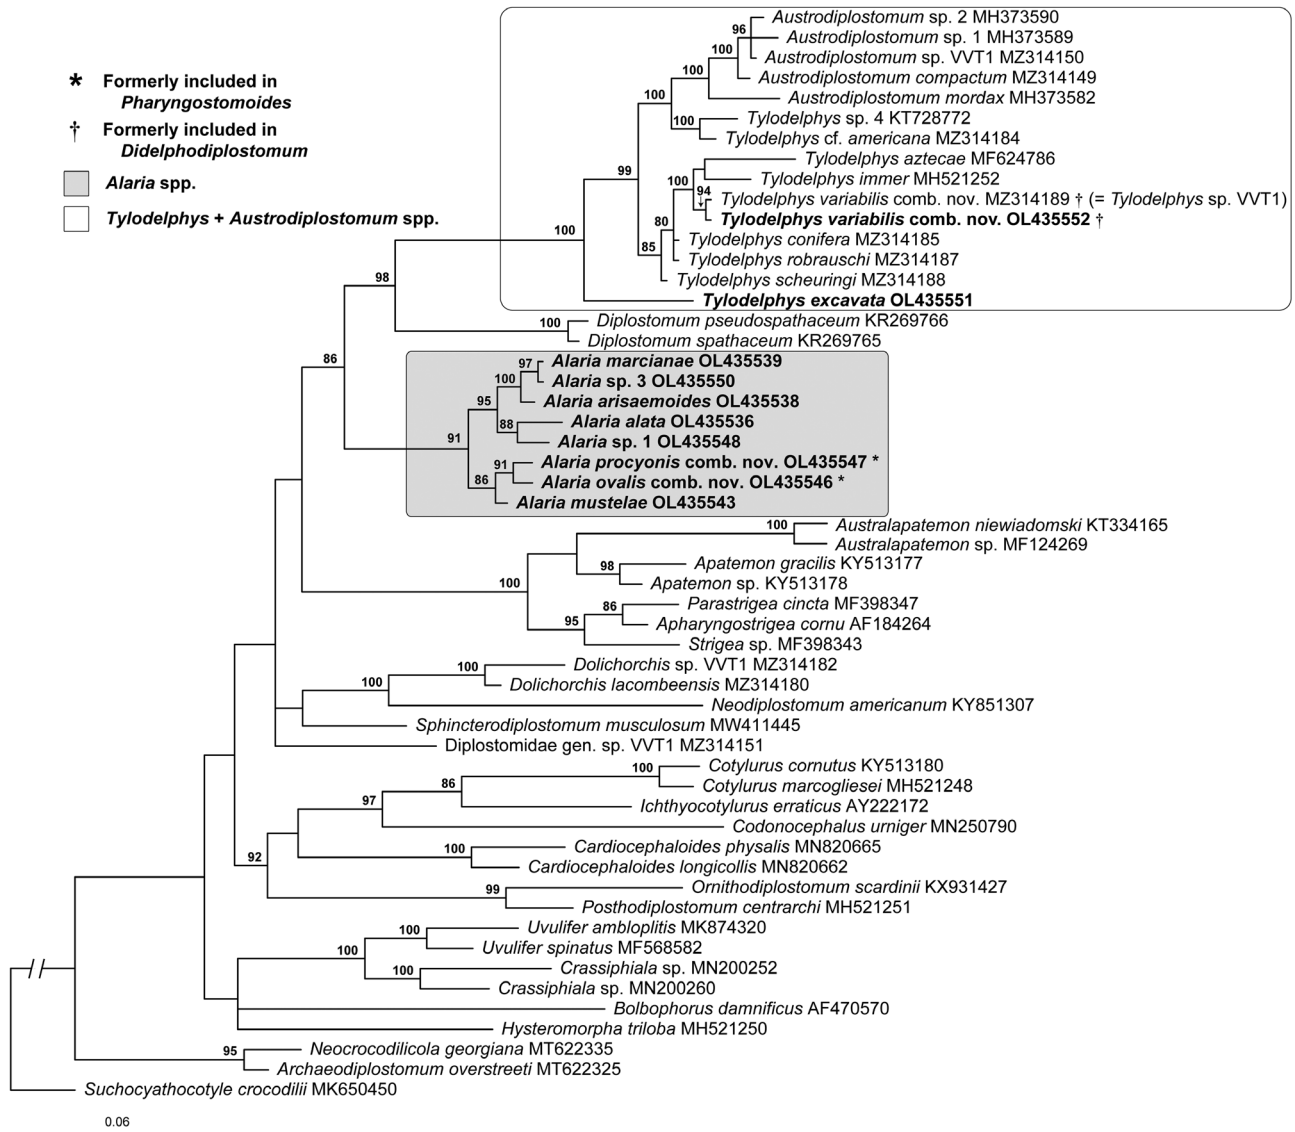 * Formerly included in
Pharyngostomoides
† Formerly included in
Didelphodiplostomum
Alaria spp.
Tylodelphys + Austrodiplostomum spp.
Austrodiplostomum sp. 2 MH373590
96
Austrodiplostomum sp. 1 MH373589
100
Austrodiplostomum sp. VVT1 MZ314150
100
Austrodiplostomum compactum MZ314149
100
Austrodiplostomum mordax MH373582
Tylodelphys sp. 4 KT728772
100
Tylodelphys cf. americana MZ314184
Tylodelphys aztecae MF624786
99
Tylodelphys immer MH521252
100
94
Tylodelphys variabilis comb. nov. MZ314189 † (= Tylodelphys sp. VVT1)
Tylodelphys variabilis comb. nov. OL435552 †
80
100
Tylodelphys conifera MZ314185
85
Tylodelphys robrauschi MZ314187
Tylodelphys scheuringi MZ314188
98
Tylodelphys excavata OL435551
Diplostomum pseudospathaceum KR269766
100
Diplostomum spathaceum KR269765
86
Alaria marcianae OL435539
97
Alaria sp. 3 OL435550
100
Alaria arisaemoides OL435538
95
Alaria alata OL435536
88
Alaria sp. 1 OL435548
91
Alaria procyonis comb. nov. OL435547 *
91
Alaria ovalis comb. nov. OL435546 *
86
Alaria mustelae OL435543
Australapatemon niewiadomski KT334165
100
Australapatemon sp. MF124269
Apatemon gracilis KY513177
98
Apatemon sp. KY513178
100
Parastrigea cincta MF398347
86
Apharyngostrigea cornu AF184264
95
Strigea sp. MF398343
Dolichorchis sp. VVT1 MZ314182
100
Dolichorchis lacombeensis MZ314180
100
Neodiplostomum americanum KY851307
Sphincterodiplostomum musculosum MW411445
Diplostomidae gen. sp. VVT1 MZ314151
Cotylurus cornutus KY513180
100
Cotylurus marcogliesei MH521248
86
Ichthyocotylurus erraticus AY222172
97
Codonocephalus urniger MN250790
Cardiocephaloides physalis MN820665
100
92
Cardiocephaloides longicollis MN820662
Ornithodiplostomum scardinii KX931427
99
Posthodiplostomum centrarchi MH521251
Uvulifer ambloplitis MK874320
100
Uvulifer spinatus MF568582
100
Crassiphiala sp. MN200252
100
Crassiphiala sp. MN200260
Bolbophorus damnificus AF470570
Hysteromorpha triloba MH521250
Neocrocodilicola georgiana MT622335
95
Archaeodiplostomum overstreeti MT622325
Suchocyathocotyle crocodilii MK650450
0.06